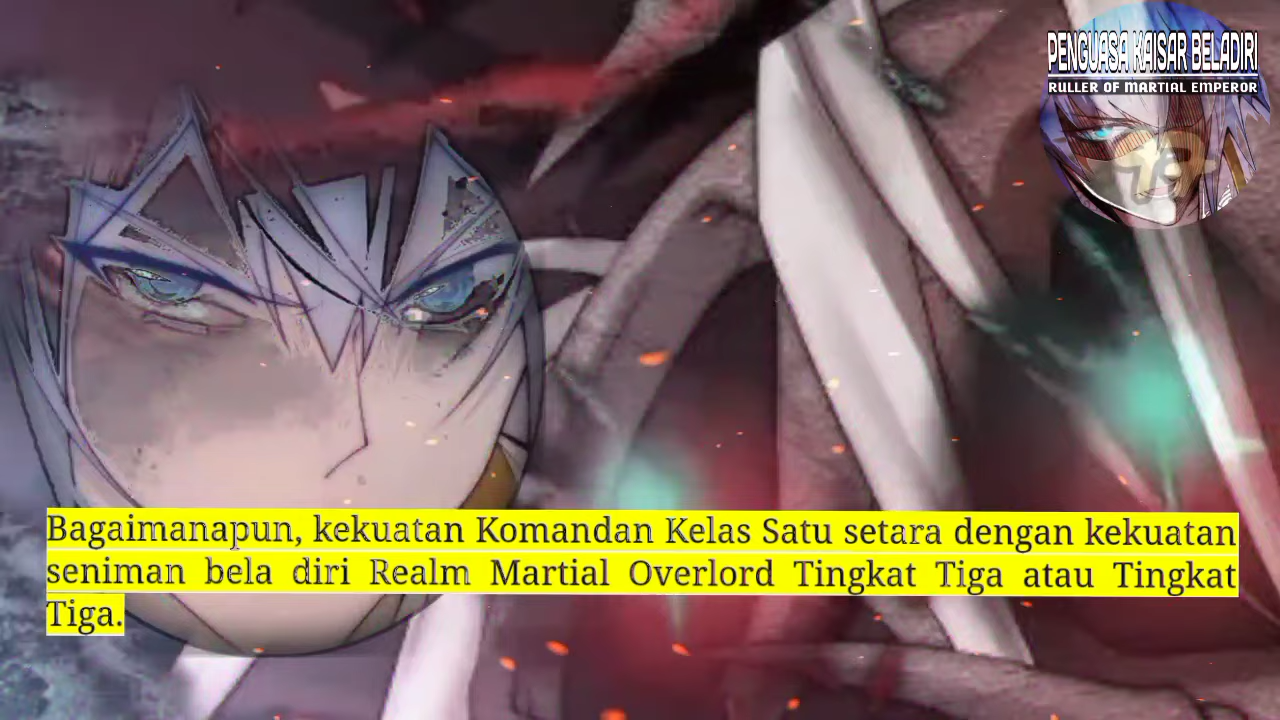 PENGUASA KAISAR BELADIRI
RULLER OF MARTIAL EMPEROR
Bagaimanapun, kekuatan Komandan Kelas Satu setara dengan kekuatan
seniman bela diri Realm Martial Overlord Tingkat Tiga atau Tingkat
Tiga.